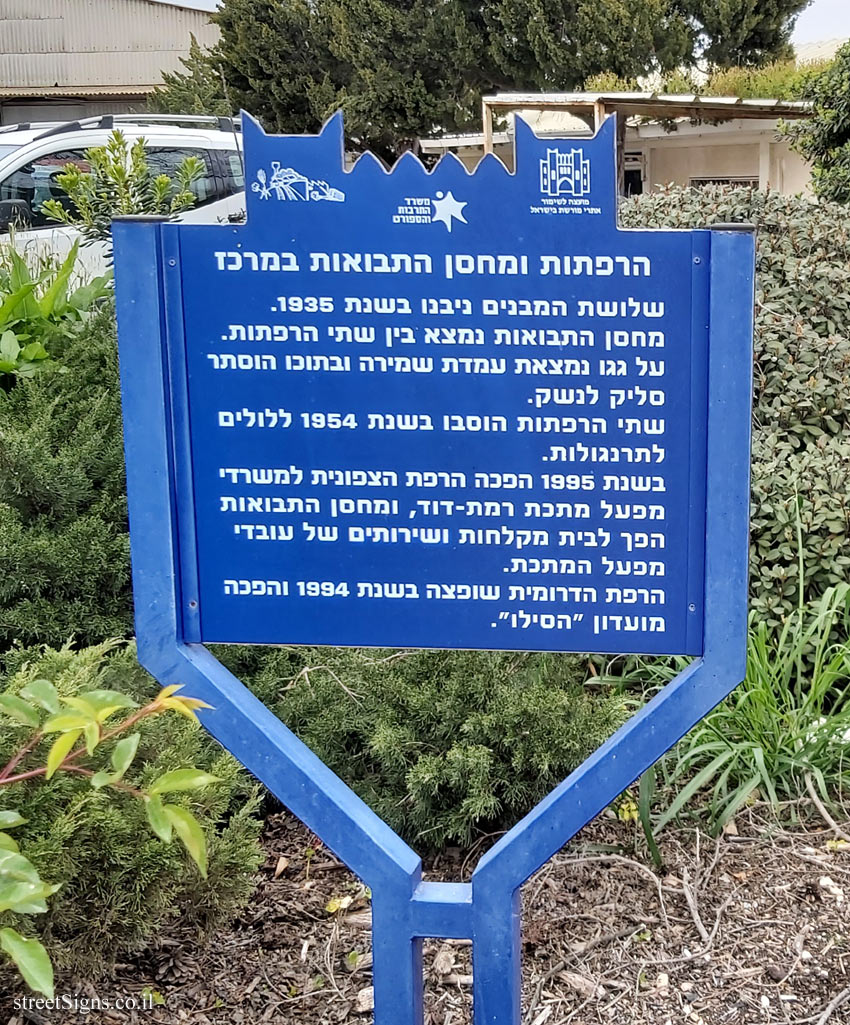 משרד
התרבות
והספורט
מועצה לשימור
אתרי מורשת בישראל
הרפתות ומחסן התבואות במרכז
שלושת המבנים ניבנו בשנת 1935.
מחסן התבואות נמצא בין שתי הרפתות.
על גגו נמצאת עמדת שמירה ובתוכו הוסתר
סליק לנשק.
שתי הרפתות הוסבו בשנת 1954 ללולים
לתרנגולות.
בשנת 1995 הפכה הרפת הצפונית למשרדי
מפעל מתכת רמת-דוד, ומחסן התבואות
הפך לבית מקלחות ושירותים של עובדי
מפעל המתכת.
הרפת הדרומית שופצה בשנת 1994 והפכה
מועדון "הסילו".
streetSigns.co.il